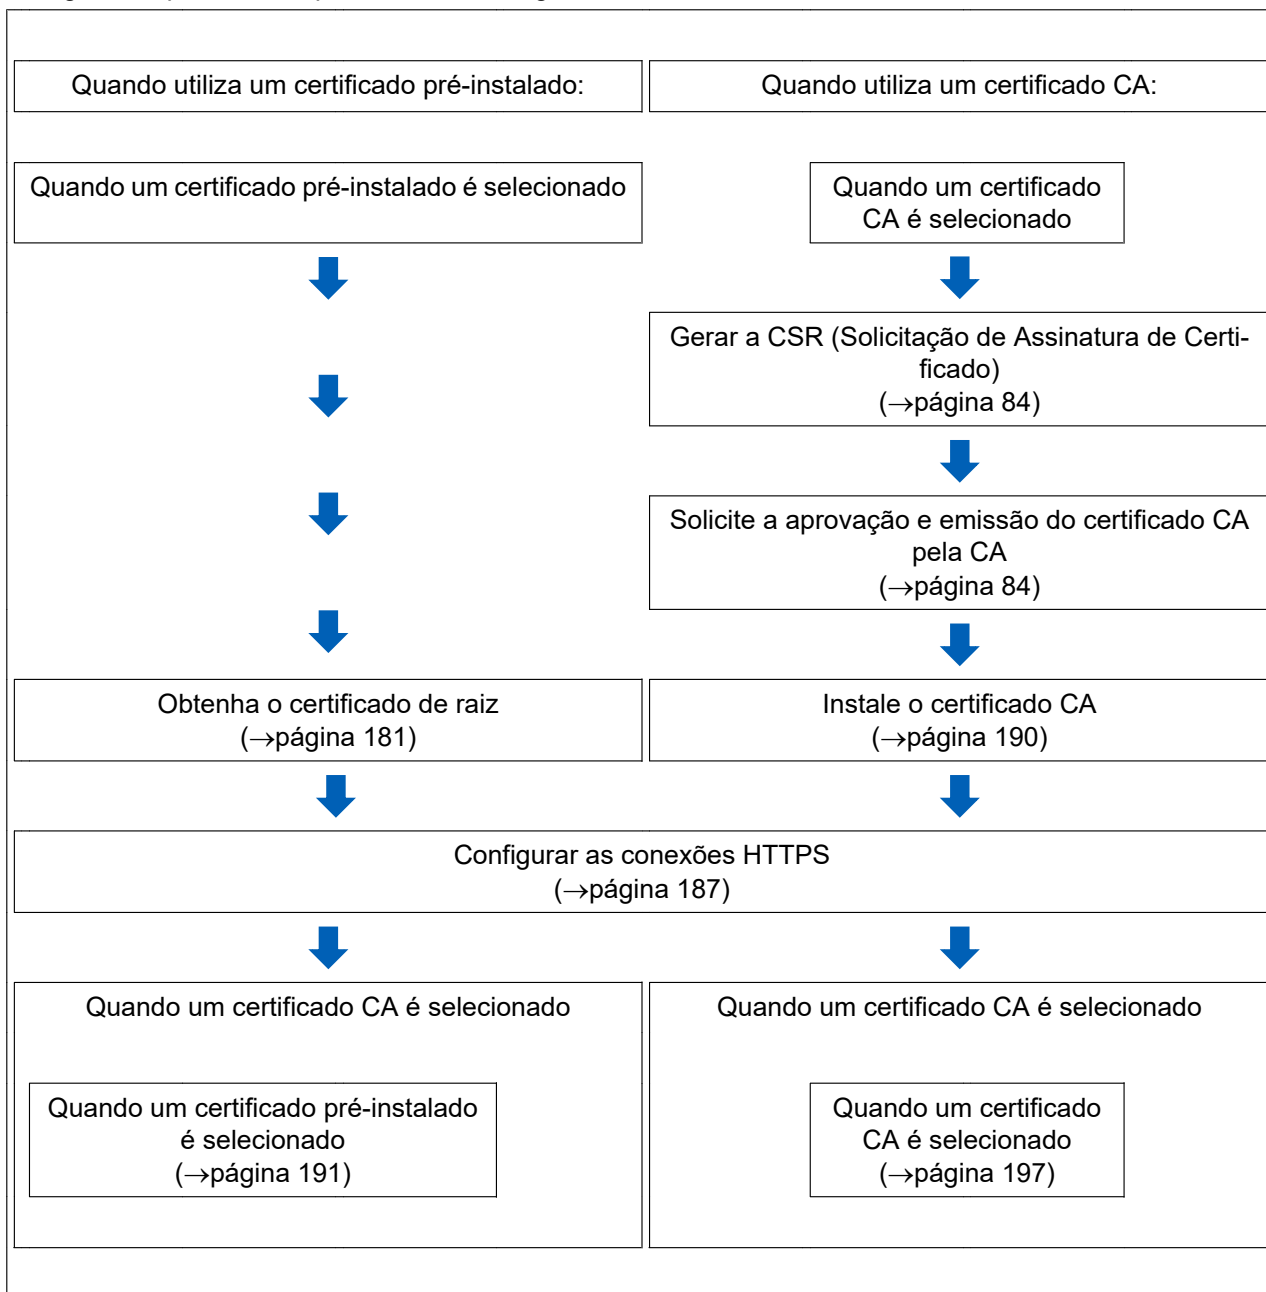 Quando utiliza um certificado pré-instalado:
Quando utiliza um certificado CA:
Quando um certificado pré-instalado é selecionado
Quando um certificado
CA é selecionado
Gerar a CSR (Solicitação de Assinatura de Certi-
ficado)
(→página 84)
Solicite a aprovação e emissão do certificado CA
pela CA
(→página 84)
Obtenha o certificado de raiz
(→página 181)
Instale o certificado CA
(→página 190)
Configurar as conexões HTTPS
(→página 187)
Quando um certificado CA é selecionado
Quando um certificado pré-instalado
é selecionado
(→página 191)
Quando um certificado CA é selecionado
Quando um certificado
CA é selecionado
(→página 197)